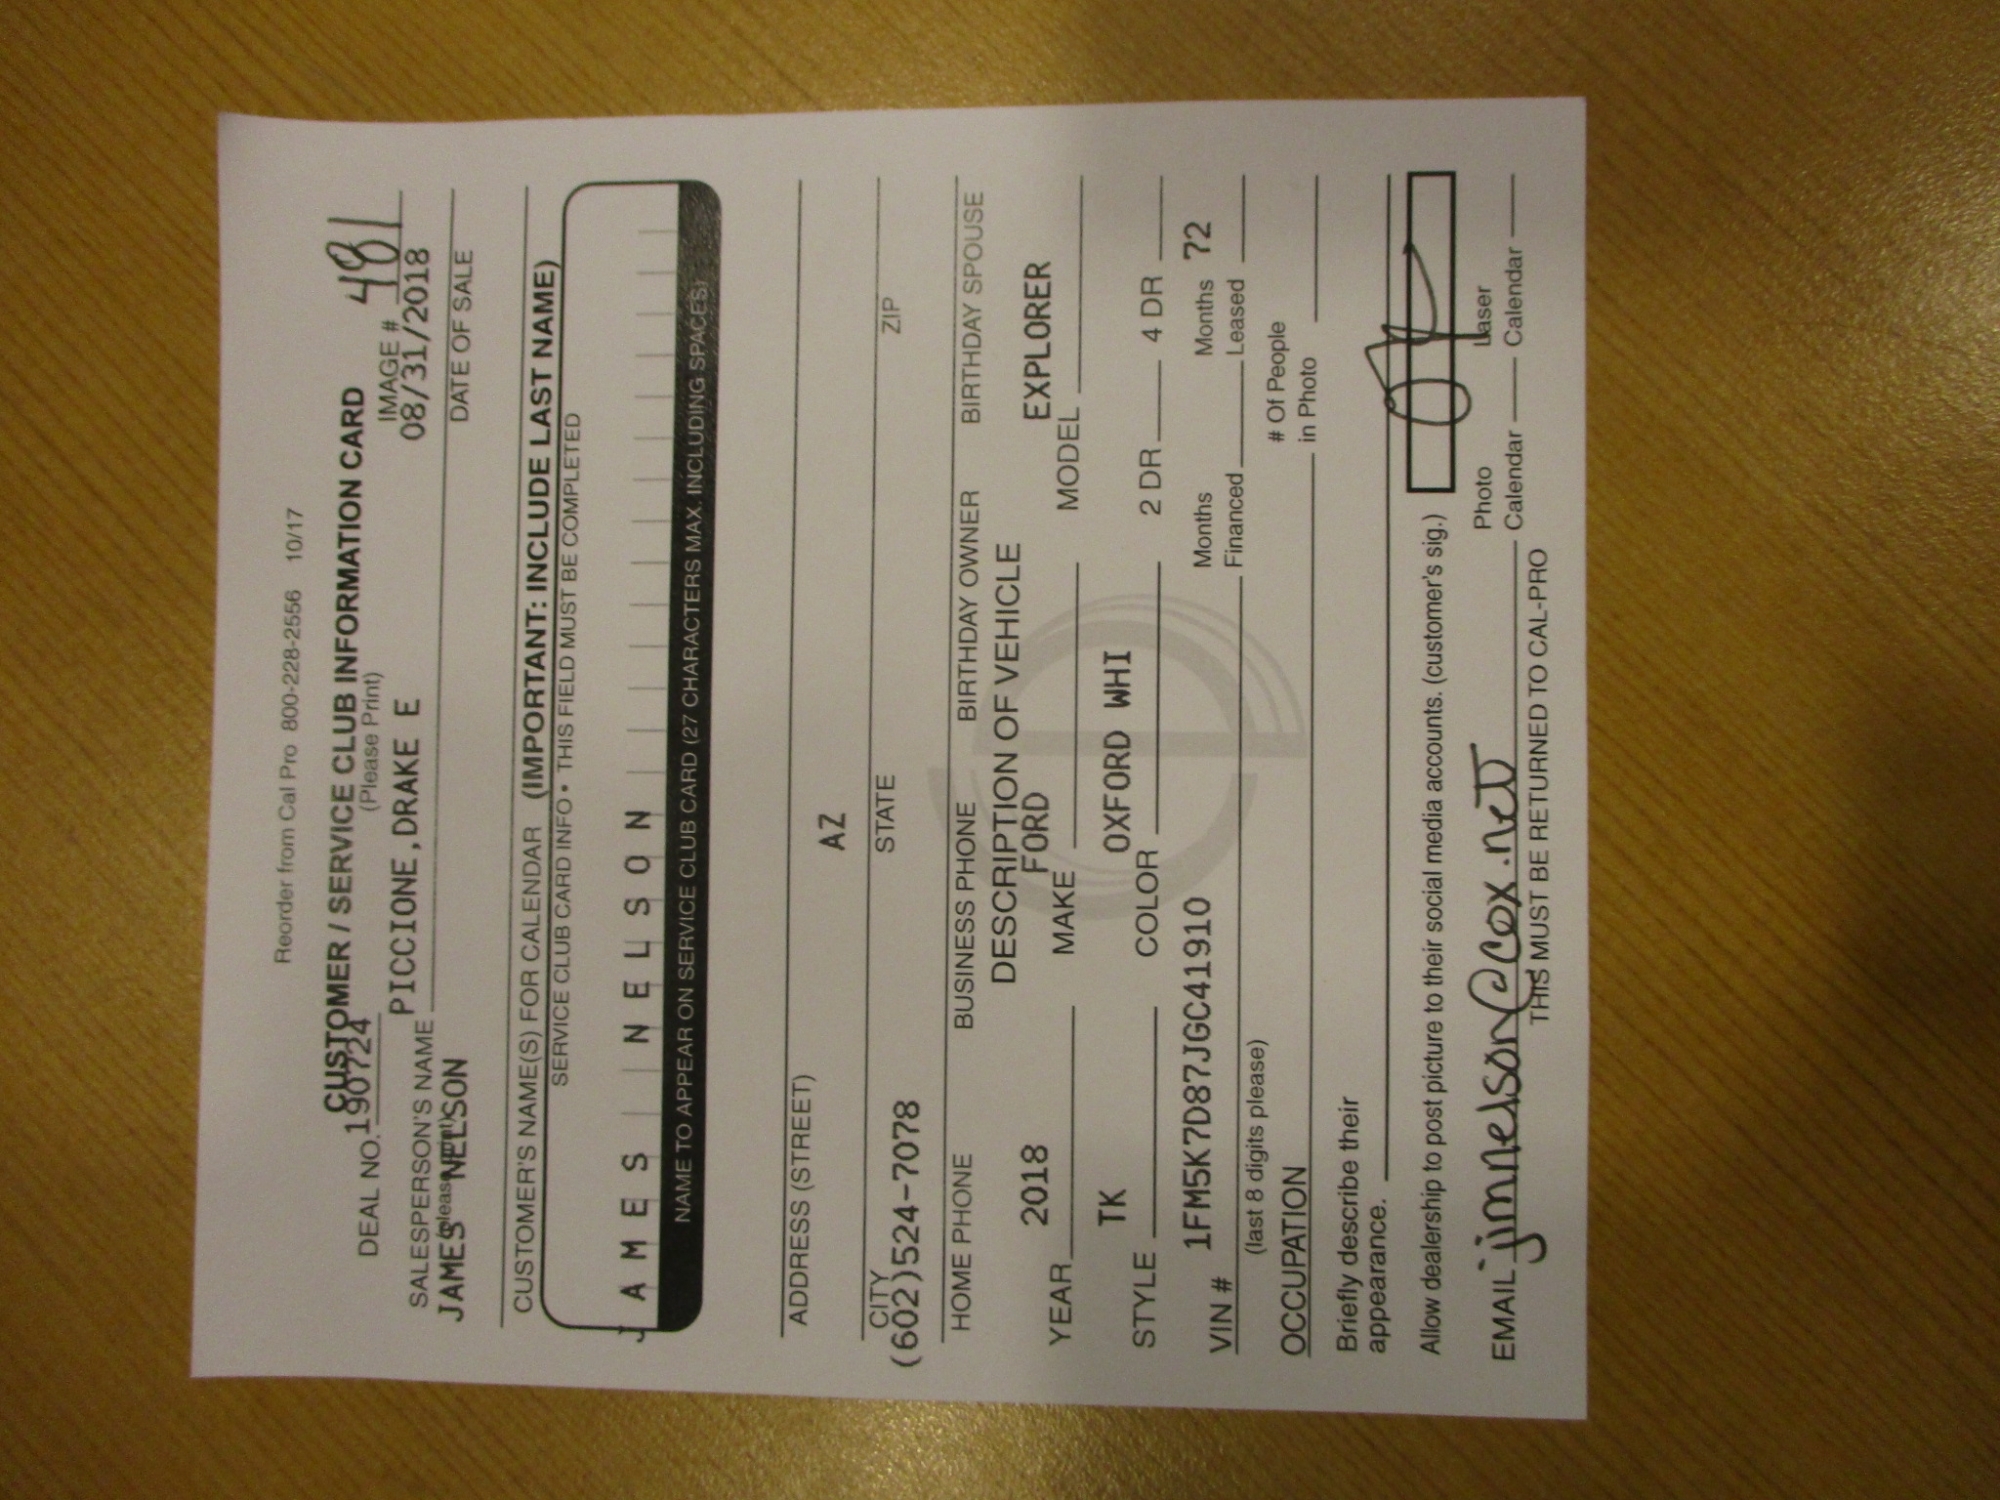 Reorder from Cal Pro 800-228-2556 10/17
CUSTOMER / SERVICE CLUB INFORMATION CARD
(Please Print)
DEAL NO. 190724 IMAGE # 481
PICCIONE,DRAKE E 08/31/2018
SALESPERSON'S NAME DATE OF SALE
(please print)
JAMES NELSON
CUSTOMER'S NAME(S) FOR CALENDAR (IMPORTANT: INCLUDE LAST NAME)
SERVICE CLUB CARD INFO • THIS FIELD MUST BE COMPLETED
JAMES NELSON
NAME TO APPEAR ON SERVICE CLUB CARD (27 CHARACTERS MAX. INCLUDING SPACES)
ADDRESS (STREET)
AZ
CITY STATE ZIP
(602)524-7078
HOME PHONE BUSINESS PHONE BIRTHDAY OWNER BIRTHDAY SPOUSE
DESCRIPTION OF VEHICLE
2018 FORD EXPLORER
YEAR MAKE MODEL
TK OXFORD WHI
STYLE COLOR 2 DR 4 DR
1FM5K7D87JGC41910 Months Months 72
VIN # Financed Leased
(last 8 digits please)
OCCUPATION # Of People in Photo
Briefly describe their
appearance.
Allow dealership to post picture to their social media accounts. (customer's sig.)
Photo Laser
EMAIL jimnelson@cox.net Calendar Calendar
THIS MUST BE RETURNED TO CAL-PRO